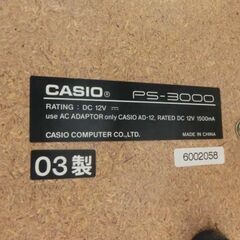 CASIO® PS-3000
RATING : DC 12V ⎓
use AC ADAPTOR only CASIO AD-12, RATED DC 12V 1500mA
CASIO COMPUTER CO.,LTD. MADE IN CHINA
6002058
03製